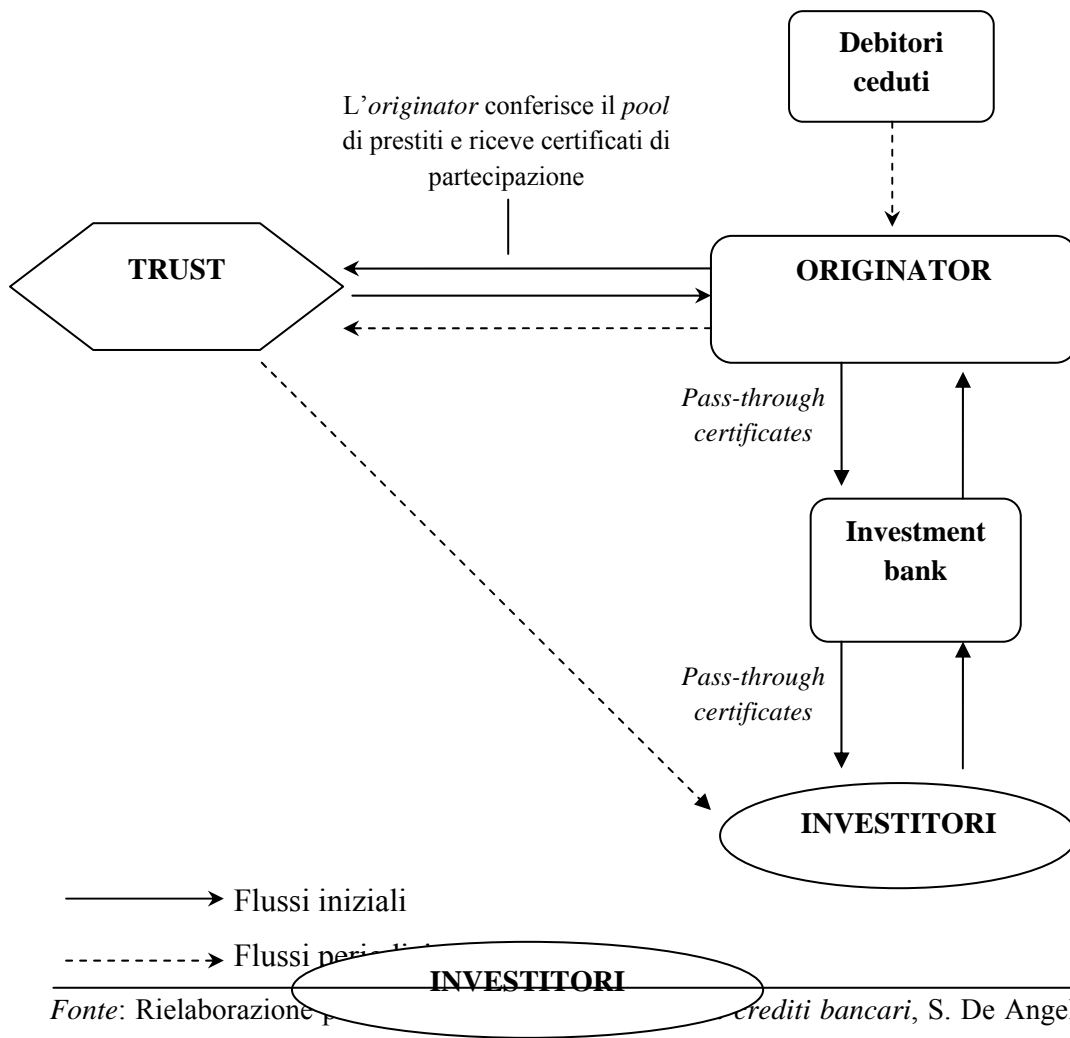 Debitori
ceduti
L’originator conferisce il pool
di prestiti e riceve certificati di
partecipazione
TRUST
ORIGINATOR
Pass-through
certificates
Investment
bank
Pass-through
certificates
INVESTITORI
Flussi iniziali
Flussi
INVESTITORI
Fonte: Rielaborazione crediti bancari, S. De Angel